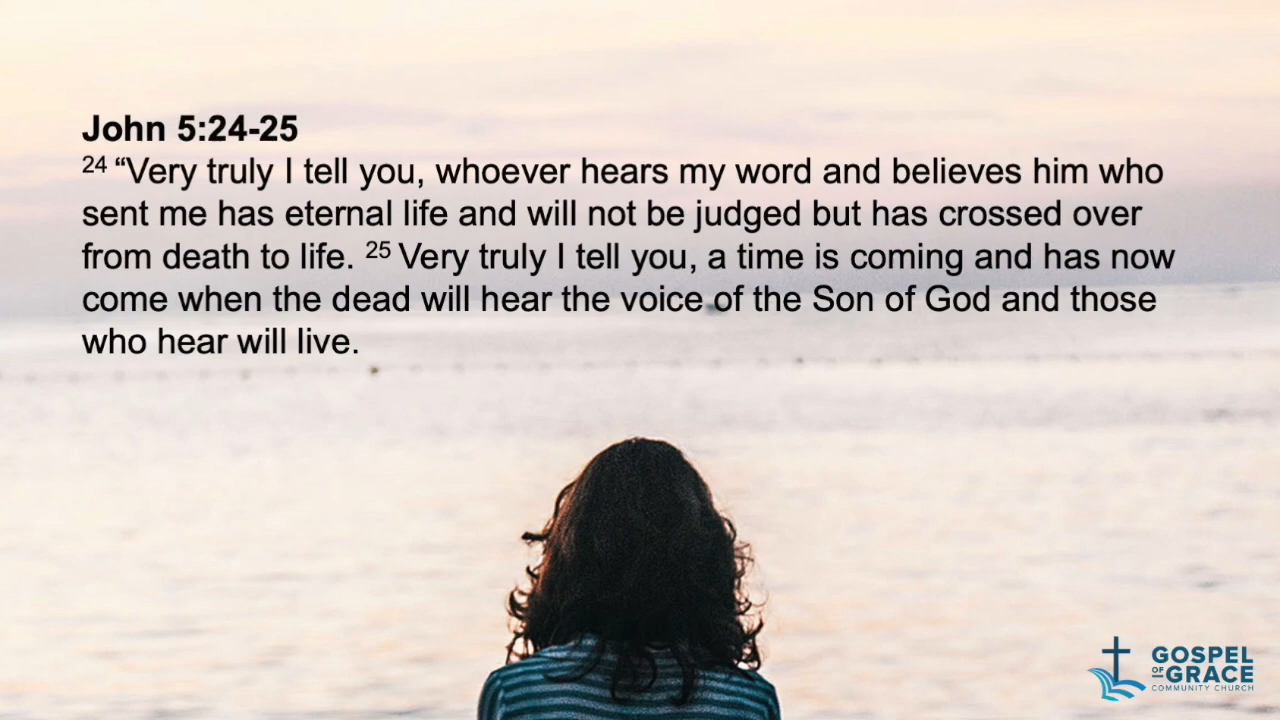 John 5:24-25
24 “Very truly I tell you, whoever hears my word and believes him who
sent me has eternal life and will not be judged but has crossed over
from death to life. 25 Very truly I tell you, a time is coming and has now
come when the dead will hear the voice of the Son of God and those
who hear will live.
GOSPEL
OF GRACE
COMMUNITY CHURCH